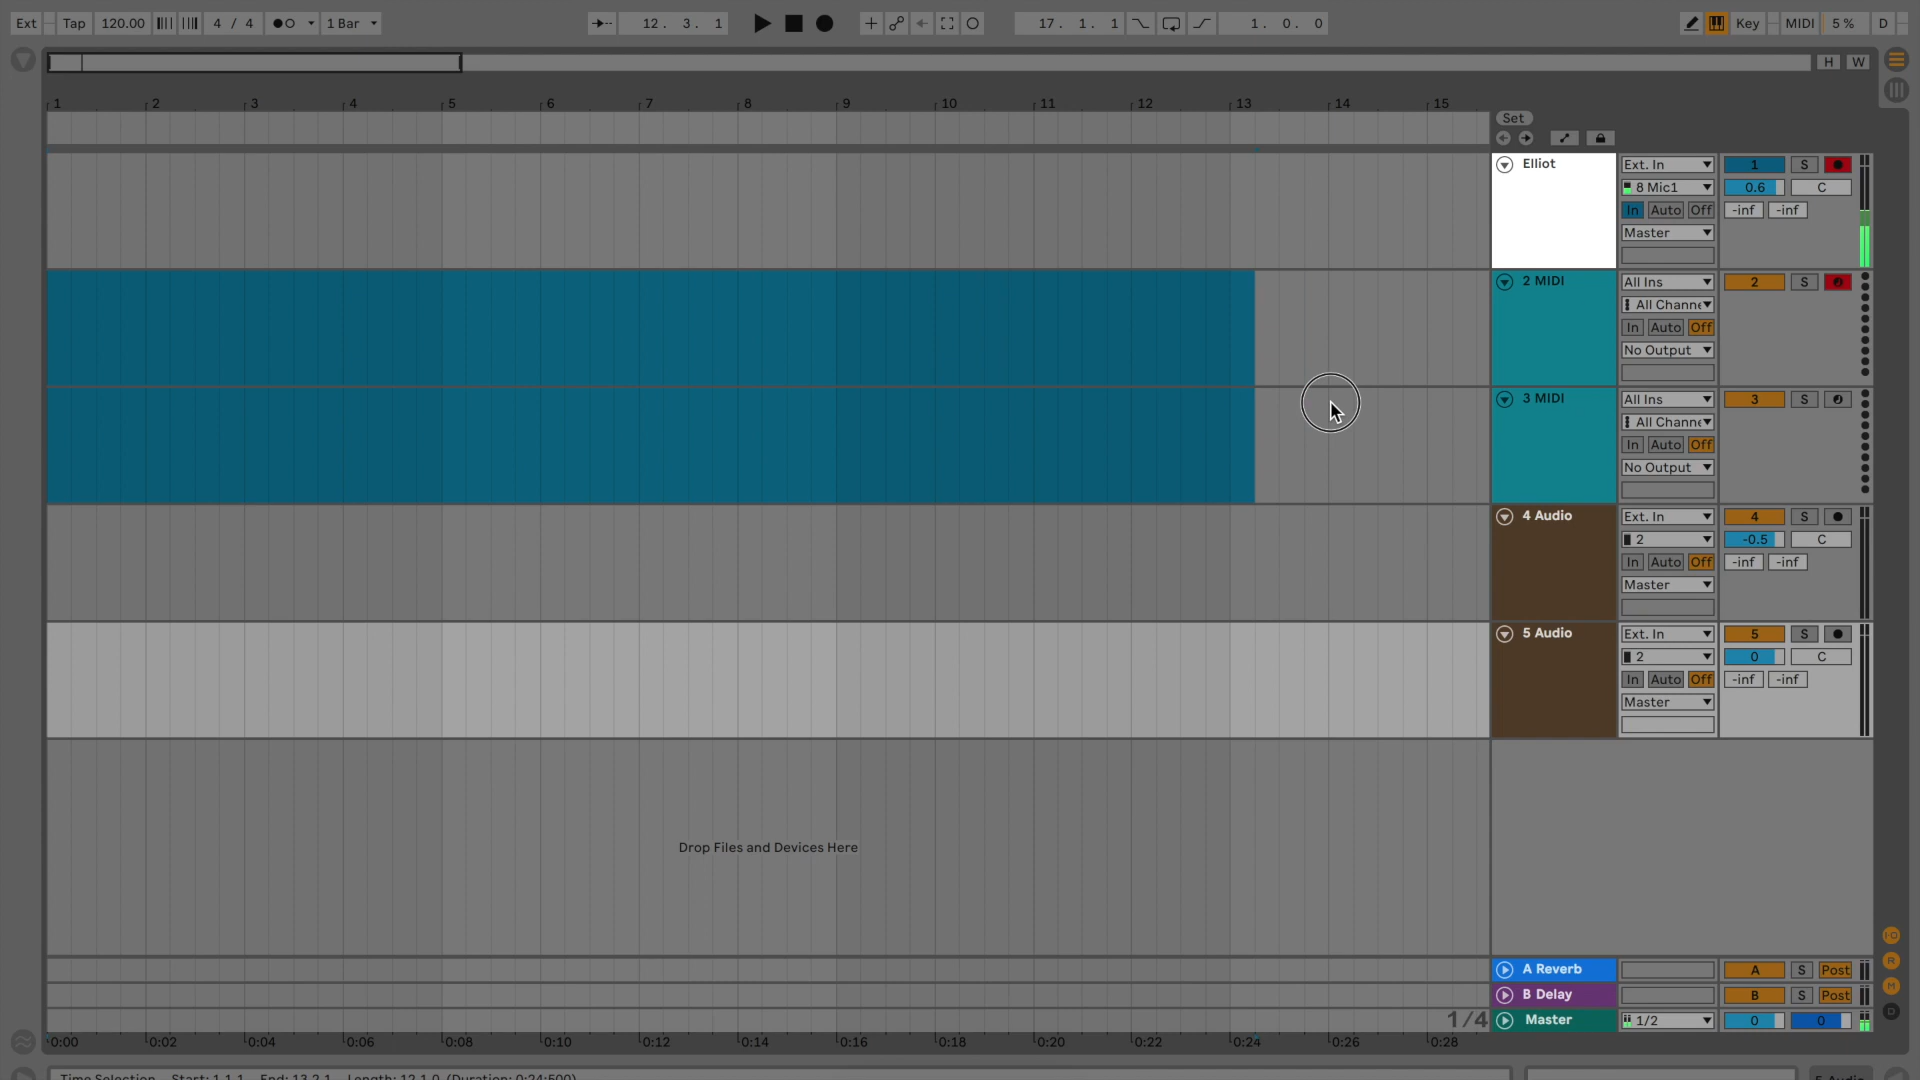 Ext Tap 120.00 4 / 4 1 Bar 12. 3. 1 17. 1. 1 1. 0. 0 Key MIDI 5 % D
H W
1 2 3 4 5 6 7 8 9 10 11 12 13 14 15
Set
Elliot Ext. In 1 S
8 Mic1 0.6 C
In Auto Off -inf -inf
Master
2 MIDI All Ins 2 S
All Channe
In Auto Off
No Output
3 MIDI All Ins 3 S
All Channe
In Auto Off
No Output
4 Audio Ext. In 4 S
2 -0.5 C
In Auto Off -inf -inf
Master
5 Audio Ext. In 5 S
2 0 C
In Auto Off -inf -inf
Master
Drop Files and Devices Here
I·O
R
M
D
A Reverb A S Post
B Delay B S Post
1/4 Master 1/2 0 0
0:00 0:02 0:04 0:06 0:08 0:10 0:12 0:14 0:16 0:18 0:20 0:22 0:24 0:26 0:28
Time Selection Start: 1.1.1 End: 13.2.1 Length: 12.1.0 (Duration: 0:24:500) 5 Audio